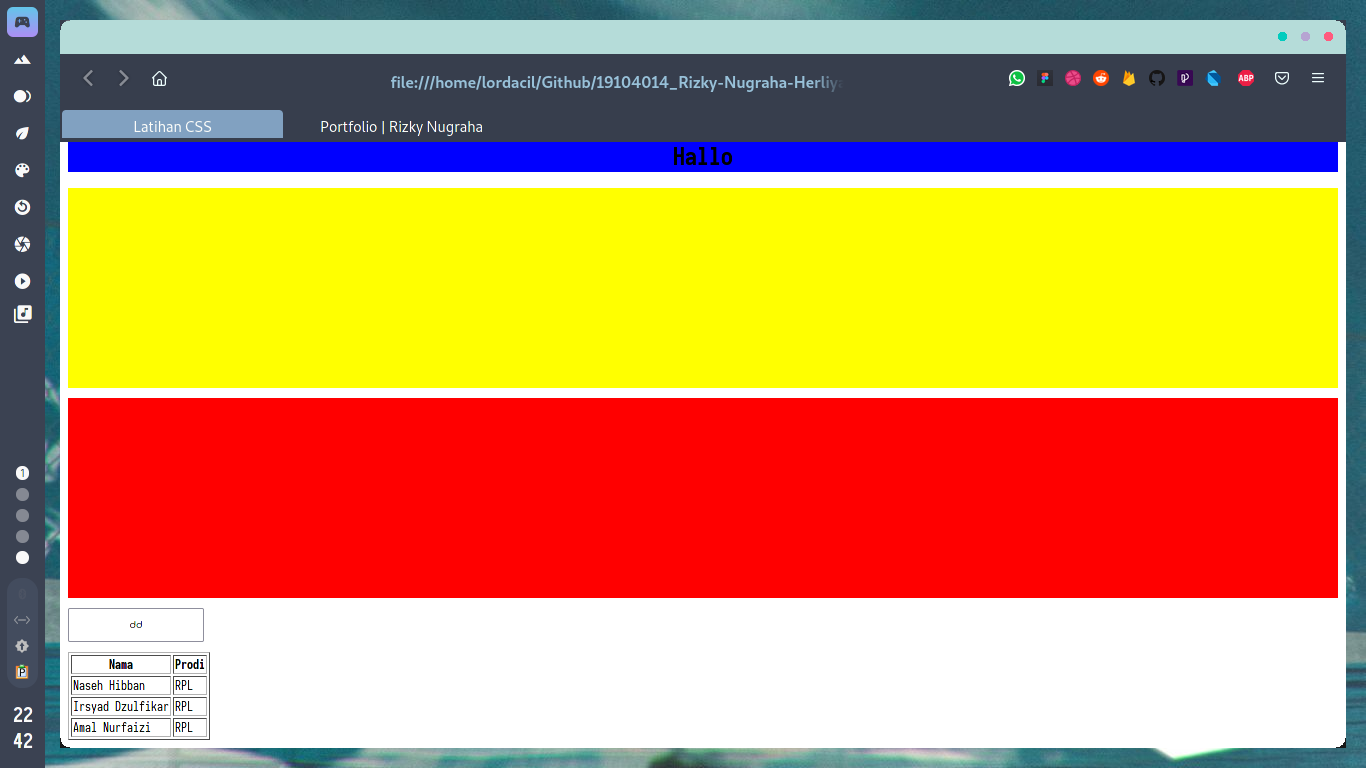 file:///home/lordacil/Github/19104014_Rizky-Nugraha-Herliy
ABP
Latihan CSS
Portfolio | Rizky Nugraha
Hallo
dd
Nama Prodi
Naseh Hibban RPL
Irsyad Dzulfikar RPL
Amal Nurfaizi RPL
1
P
22
42